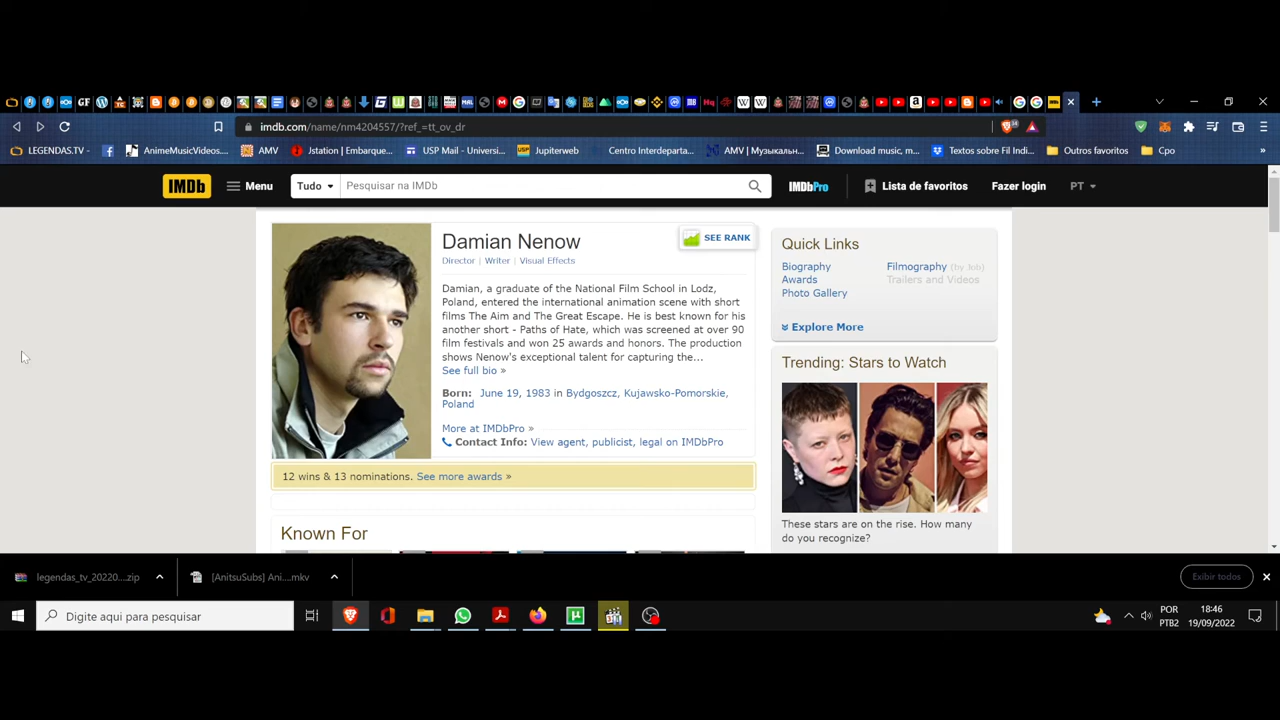 imdb.com/name/nm4204557/?ref_=tt_ov_dr
LEGENDAS.TV - AnimeMusicVideos... AMV Jstation | Embarque... USP Mail - Universi... Jupiterweb Centro Interdeparta... AMV | Музыкальн... Download music, m... Textos sobre Fil Indi... Outros favoritos Cpo
IMDb Menu Tudo Pesquisar na IMDb IMDbPro Lista de favoritos Fazer login PT
Damian Nenow
SEE RANK
Director | Writer | Visual Effects
Damian, a graduate of the National Film School in Lodz,
Poland, entered the international animation scene with short
films The Aim and The Great Escape. He is best known for his
another short - Paths of Hate, which was screened at over 90
film festivals and won 25 awards and honors. The production
shows Nenow's exceptional talent for capturing the...
See full bio »
Born: June 19, 1983 in Bydgoszcz, Kujawsko-Pomorskie,
Poland
More at IMDbPro »
Contact Info: View agent, publicist, legal on IMDbPro
12 wins & 13 nominations. See more awards »
Known For
Quick Links
Biography Filmography (by Job)
Awards Trailers and Videos
Photo Gallery
Explore More
Trending: Stars to Watch
These stars are on the rise. How many
do you recognize?
legendas_tv_20220....zip [AnitsuSubs] Ani....mkv Exibir todos
Digite aqui para pesquisar
POR
PTB2
18:46
19/09/2022